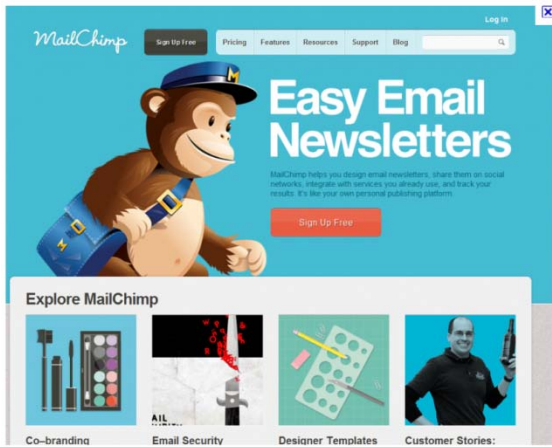 Log In
MailChimp
Sign Up Free
Pricing Features Resources Support Blog
M
Easy Email
Newsletters
MailChimp helps you design email newsletters, share them on social
networks, integrate with services you already use, and track your
results. It's like your own personal publishing platform.
Sign Up Free
Explore MailChimp
AIL
Co–branding
Email Security
Designer Templates
Customer Stories: